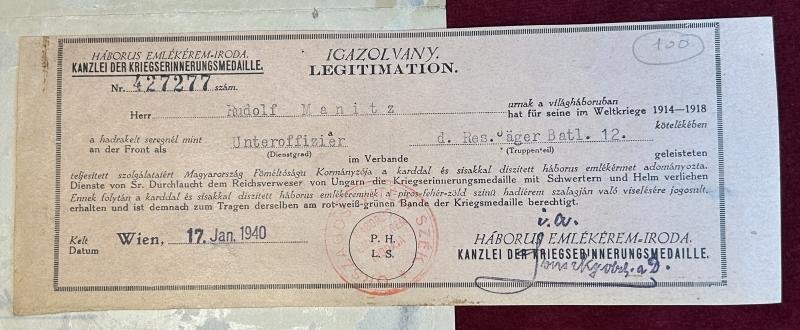 HÁBORUS EMLÉKÉREM-IRODA.
KANZLEI DER KRIEGSERINNERUNGSMEDAILLE.
IGAZOLVANY.
LEGITIMATION.
100
Nr. 427277 szám.
Herr Rudolf Manitz urnak a világháboruban
hat für seine im Weltkriege 1914—1918
a hadrakelt seregnél mint kötelékében
an der Front als Unteroffizier a d. Res. Jäger Batl. 12.
(Dienstgrad) im Verbande (Truppenteil) geleisteten
teljesitett szolgálataiért Magyarország Főméltóságu Kormányzója a karddal és sisakkal diszitett háborus emlékérmet adományozta.
Dienste von Sr. Durchlaucht dem Reichsverweser von Ungarn die Kriegserinnerungsmedaille mit Schwertern und Helm verliehen
Ennek folytán a karddal és sisakkal diszitett háborus emlékéremnek a piros-fehér-zöld szinű hadiérem szalagján való viselésére jogosult.
erhalten und ist demnach zum Tragen derselben am rot-weiß-grünen Bande der Kriegsmedaille berechtigt.
Kelt
Datum Wien, 17. Jan. 1940
P. H.
L. S.
i.A.
HÁBORUS EMLÉKÉREM-IRODA.
KANZLEI DER KRIEGSERINNERUNGSMEDAILLE.